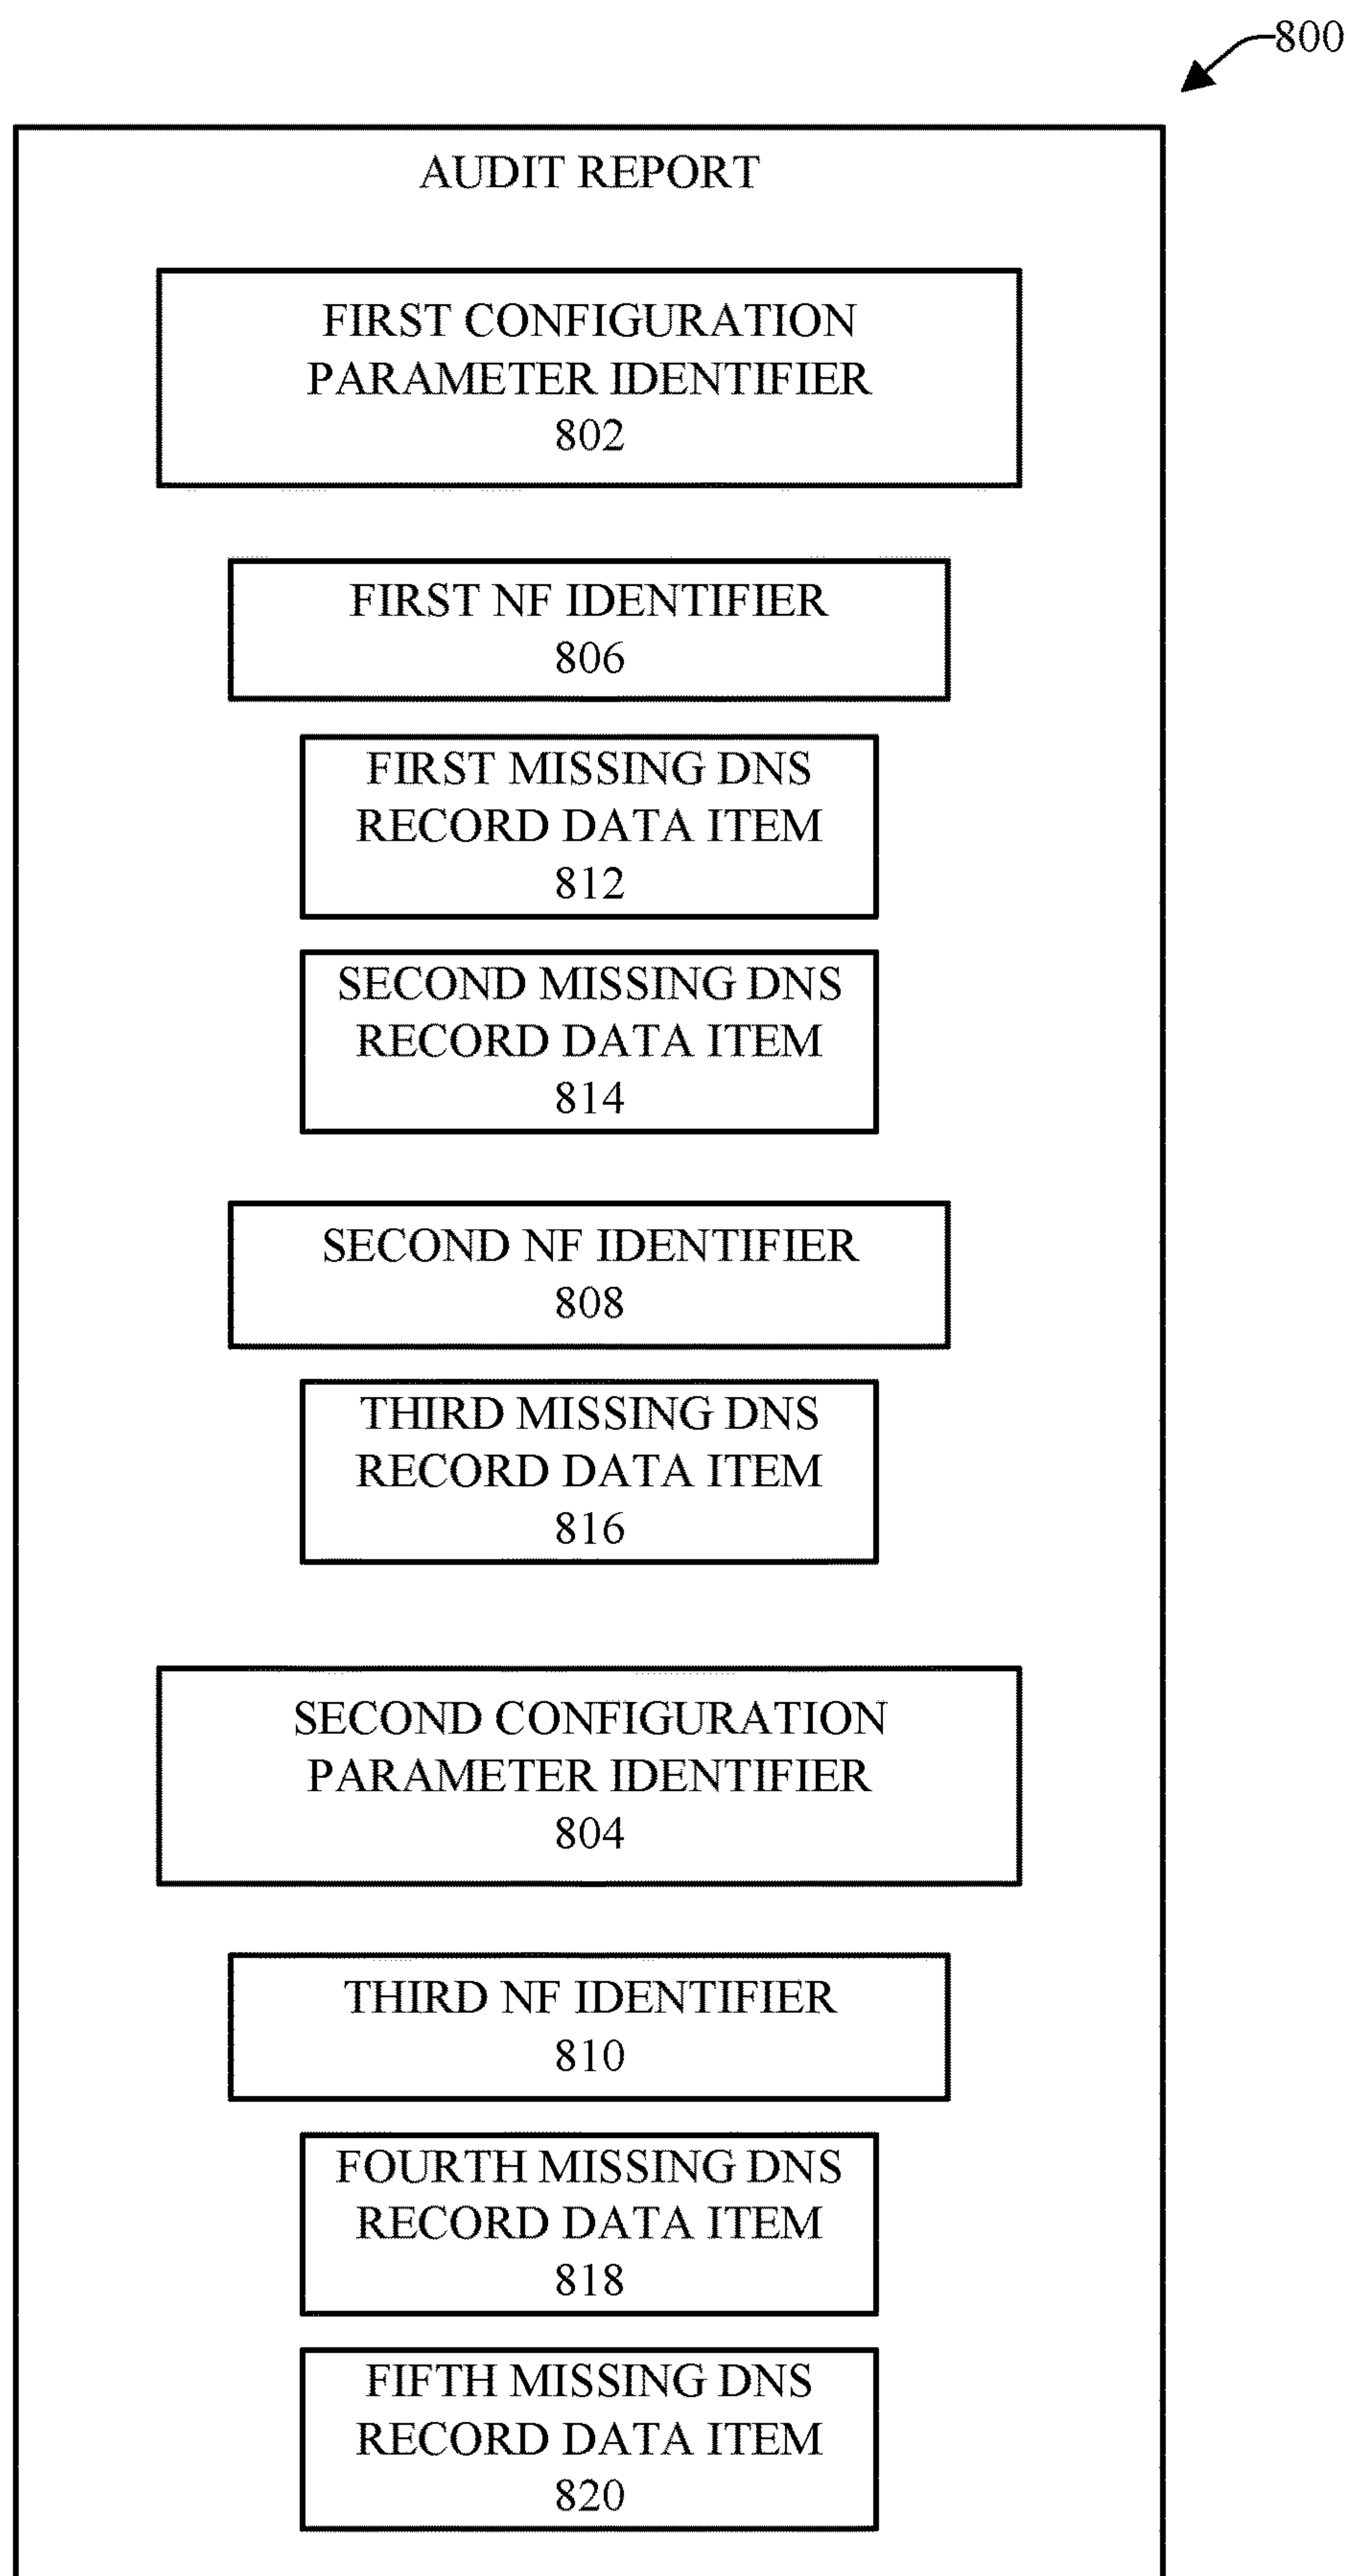 800
AUDIT REPORT
FIRST CONFIGURATION
PARAMETER IDENTIFIER
802
FIRST NF IDENTIFIER
806
FIRST MISSING DNS
RECORD DATA ITEM
812
SECOND MISSING DNS
RECORD DATA ITEM
814
SECOND NF IDENTIFIER
808
THIRD MISSING DNS
RECORD DATA ITEM
816
SECOND CONFIGURATION
PARAMETER IDENTIFIER
804
THIRD NF IDENTIFIER
810
FOURTH MISSING DNS
RECORD DATA ITEM
818
FIFTH MISSING DNS
RECORD DATA ITEM
820